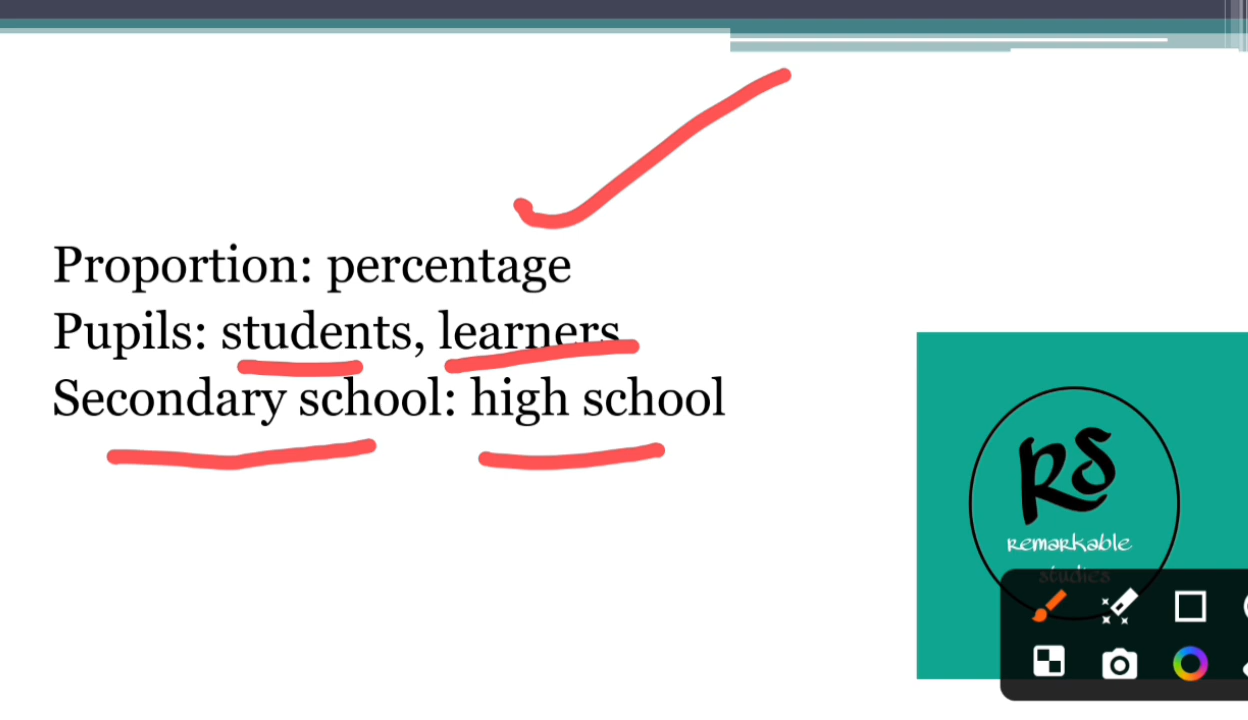 Proportion: percentage
Pupils: students, learners
Secondary school: high school
RS
Remarkable
studies